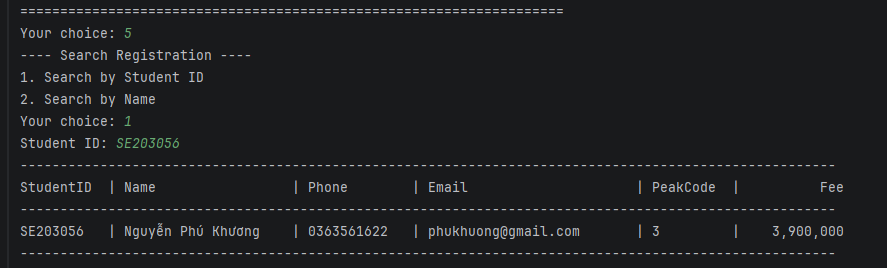 ====================================================================
Your choice: 5
---- Search Registration ----
1. Search by Student ID
2. Search by Name
Your choice: 1
Student ID: SE203056
------------------------------------------------------------------------------------------------------
StudentID  | Name                 | Phone        | Email                     | PeakCode  |          Fee
------------------------------------------------------------------------------------------------------
SE203056   | Nguyễn Phú Khương    | 0363561622   | phukhuong@gmail.com       | 3         |    3,900,000
------------------------------------------------------------------------------------------------------